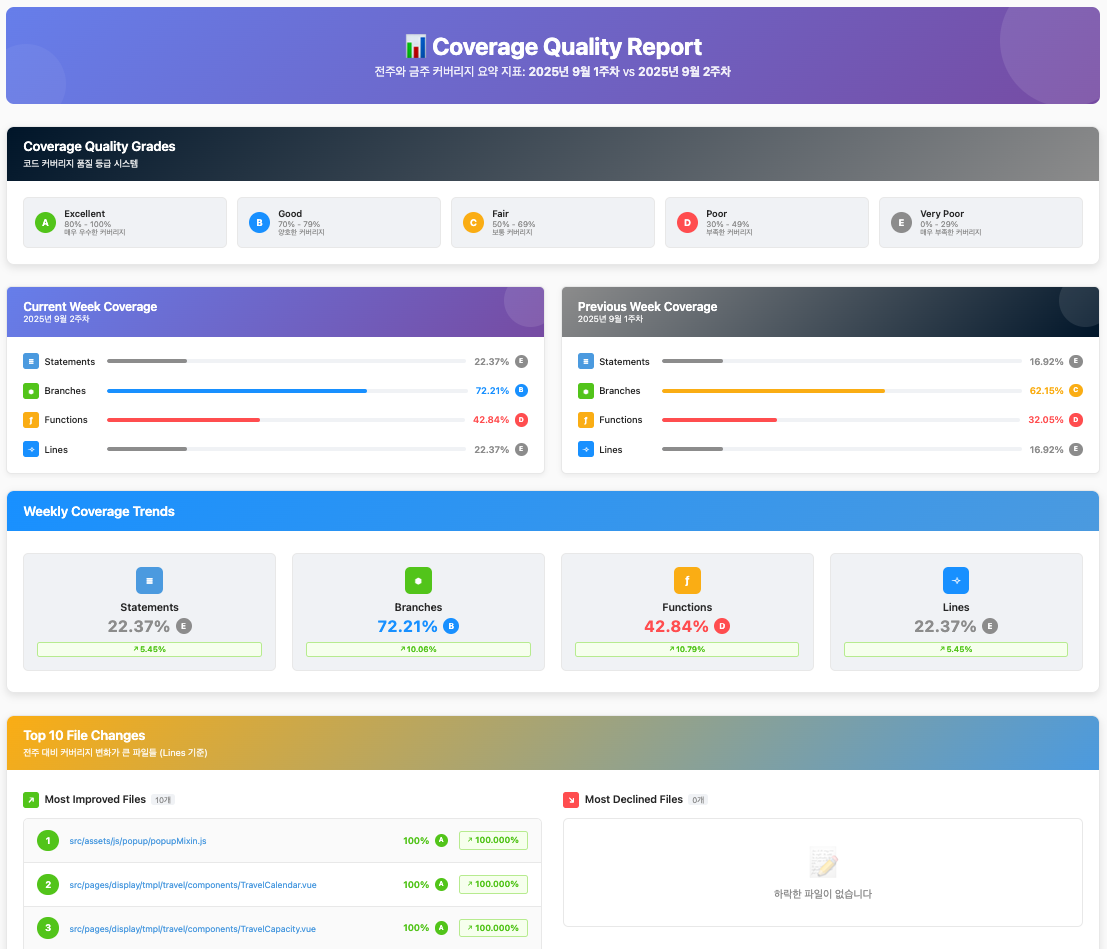 Coverage Quality Report
전주와 금주 커버리지 요약 지표: 2025년 9월 1주차 vs 2025년 9월 2주차
Coverage Quality Grades
코드 커버리지 품질 등급 시스템
A
Excellent
80% - 100%
매우 우수한 커버리지
B
Good
70% - 79%
양호한 커버리지
C
Fair
50% - 69%
보통 커버리지
D
Poor
30% - 49%
부족한 커버리지
E
Very Poor
0% - 29%
매우 부족한 커버리지
Current Week Coverage
2025년 9월 2주차
Statements 22.37% E
Branches 72.21% B
Functions 42.84% D
Lines 22.37% E
Previous Week Coverage
2025년 9월 1주차
Statements 16.92% E
Branches 62.15% C
Functions 32.05% D
Lines 16.92% E
Weekly Coverage Trends
Statements
22.37% E
↗ 5.45%
Branches
72.21% B
↗ 10.06%
f
Functions
42.84% D
↗ 10.79%
Lines
22.37% E
↗ 5.45%
Top 10 File Changes
전주 대비 커버리지 변화가 큰 파일들 (Lines 기준)
Most Improved Files 10개
1 src/assets/js/popup/popupMixin.js 100% A ↗ 100.000%
2 src/pages/display/tmpl/travel/components/TravelCalendar.vue 100% A ↗ 100.000%
3 src/pages/display/tmpl/travel/components/TravelCapacity.vue 100% A ↗ 100.000%
Most Declined Files 0개
하락한 파일이 없습니다